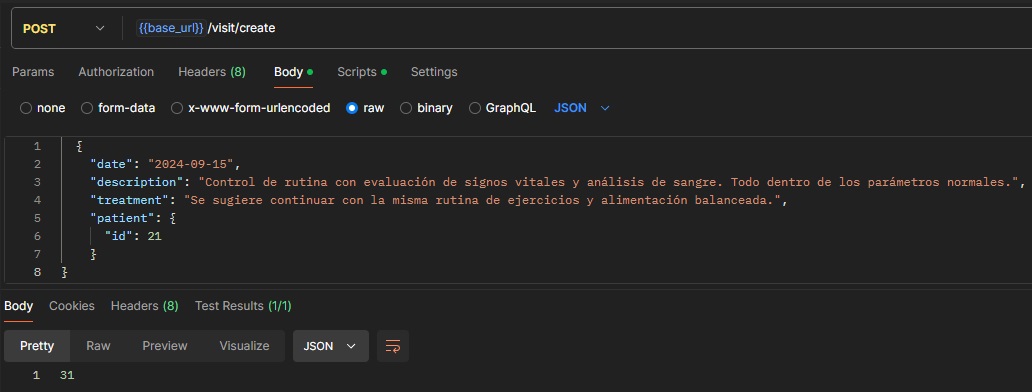 POST {{base_url}} /visit/create
Params Authorization Headers (8) Body Scripts Settings
none form-data x-www-form-urlencoded raw binary GraphQL JSON
1 {
2 "date": "2024-09-15",
3 "description": "Control de rutina con evaluación de signos vitales y análisis de sangre. Todo dentro de los parámetros normales.",
4 "treatment": "Se sugiere continuar con la misma rutina de ejercicios y alimentación balanceada.",
5 "patient": {
6 "id": 21
7 }
8 }
Body Cookies Headers (8) Test Results (1/1)
Pretty Raw Preview Visualize JSON
1 31